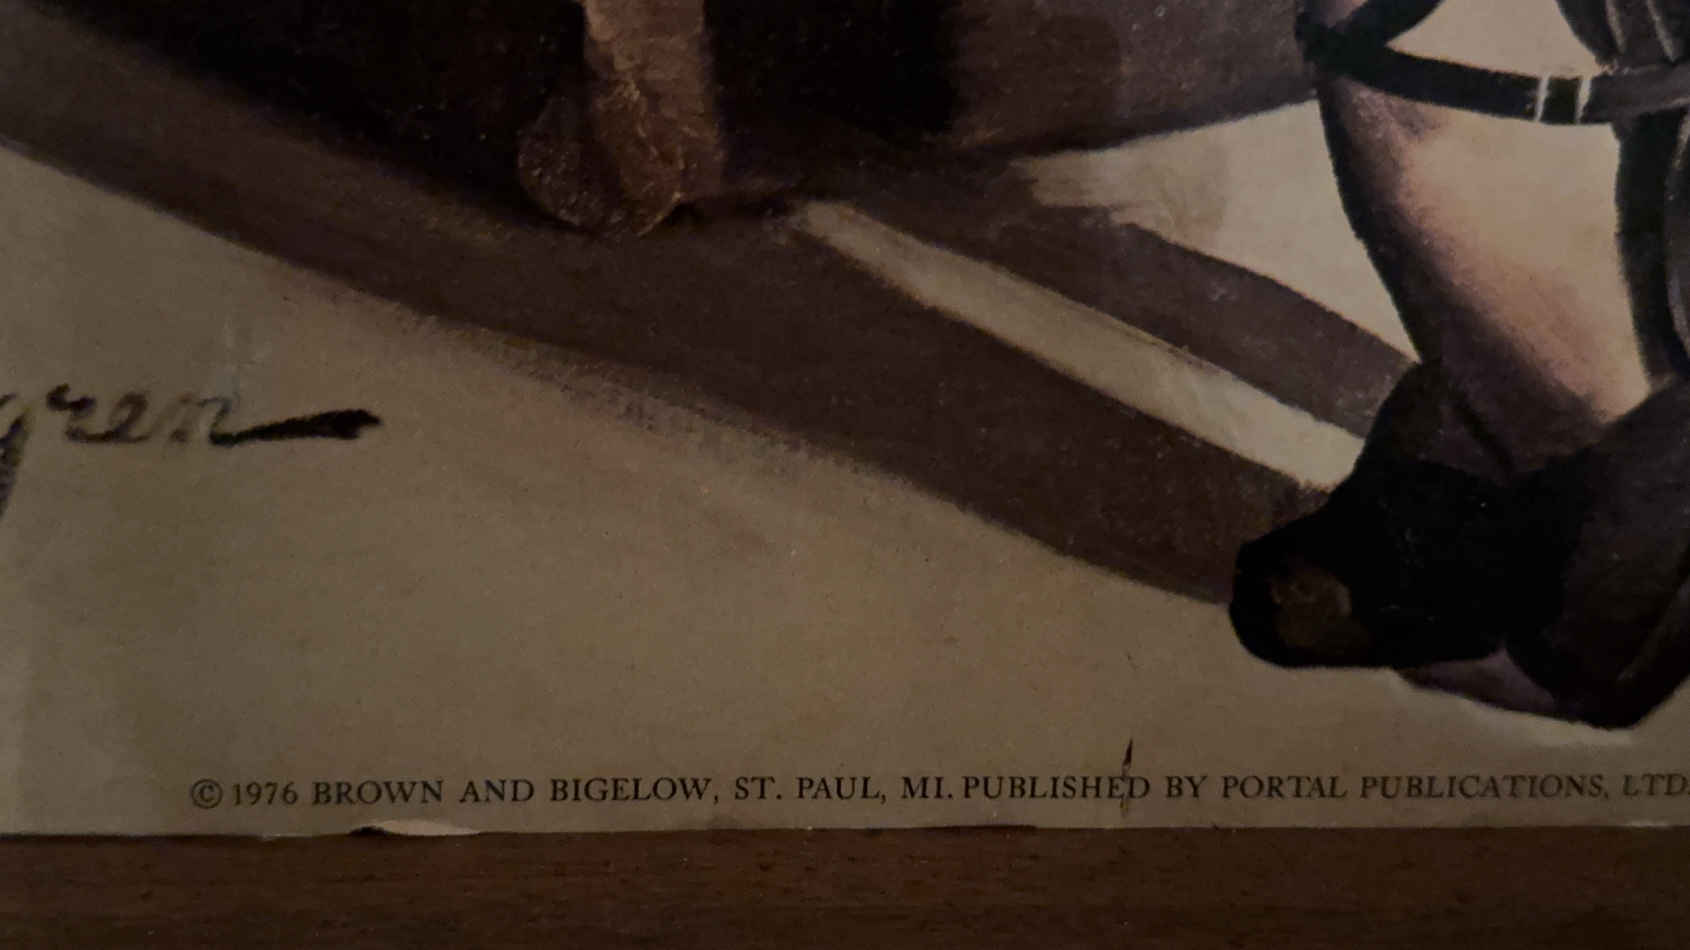 gren
© 1976 BROWN AND BIGELOW, ST. PAUL, MI. PUBLISHED BY PORTAL PUBLICATIONS, LTD.